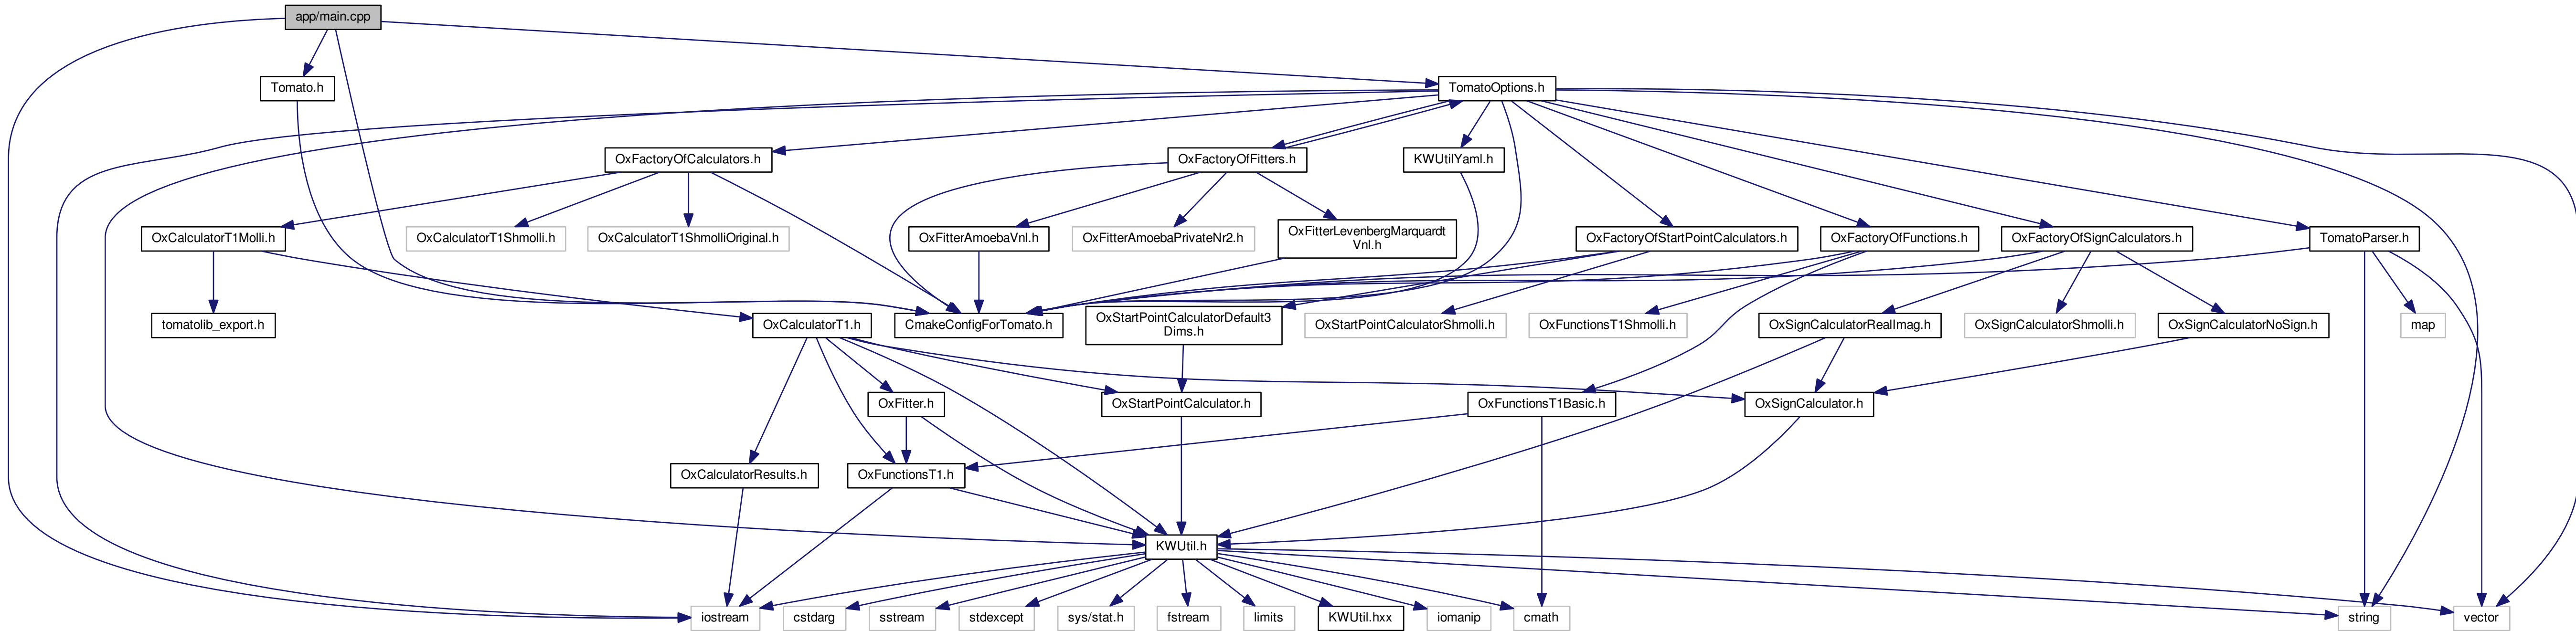 app/main.cpp
Tomato.h
TomatoOptions.h
OxFactoryOfCalculators.h
OxFactoryOfFitters.h
KWUtilYaml.h
OxCalculatorT1Molli.h
OxCalculatorT1Shmolli.h
OxCalculatorT1ShmolliOriginal.h
OxFitterAmoebaVnl.h
OxFitterAmoebaPrivateNr2.h
OxFitterLevenbergMarquardt
Vnl.h
OxFactoryOfStartPointCalculators.h
OxFactoryOfFunctions.h
OxFactoryOfSignCalculators.h
TomatoParser.h
tomatolib_export.h
OxCalculatorT1.h
CmakeConfigForTomato.h
OxStartPointCalculatorDefault3
Dims.h
OxStartPointCalculatorShmolli.h
OxFunctionsT1Shmolli.h
OxSignCalculatorRealImag.h
OxSignCalculatorShmolli.h
OxSignCalculatorNoSign.h
map
OxFitter.h
OxStartPointCalculator.h
OxFunctionsT1Basic.h
OxSignCalculator.h
OxCalculatorResults.h
OxFunctionsT1.h
KWUtil.h
iostream
cstdarg
sstream
stdexcept
sys/stat.h
fstream
limits
KWUtil.hxx
iomanip
cmath
string
vector